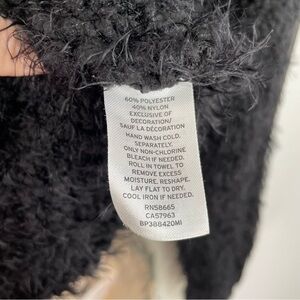 60% POLYESTER
40% NYLON
EXCLUSIVE OF
DECORATION/
SAUF LA DÉCORATION
HAND WASH COLD.
SEPARATELY.
ONLY NON-CHLORINE
BLEACH IF NEEDED.
ROLL IN TOWEL TO
REMOVE EXCESS
MOISTURE. RESHAPE.
LAY FLAT TO DRY.
COOL IRON IF NEEDED.
RN58665
CA57963
BP388420MI